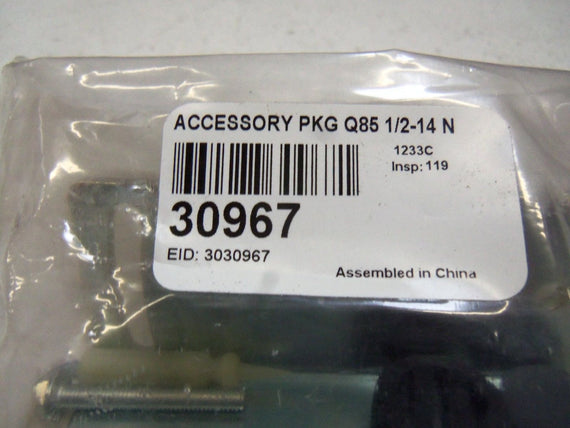 ACCESSORY PKG Q85 1/2-14 N
1233C
Insp: 119
30967
EID: 3030967
Assembled in China